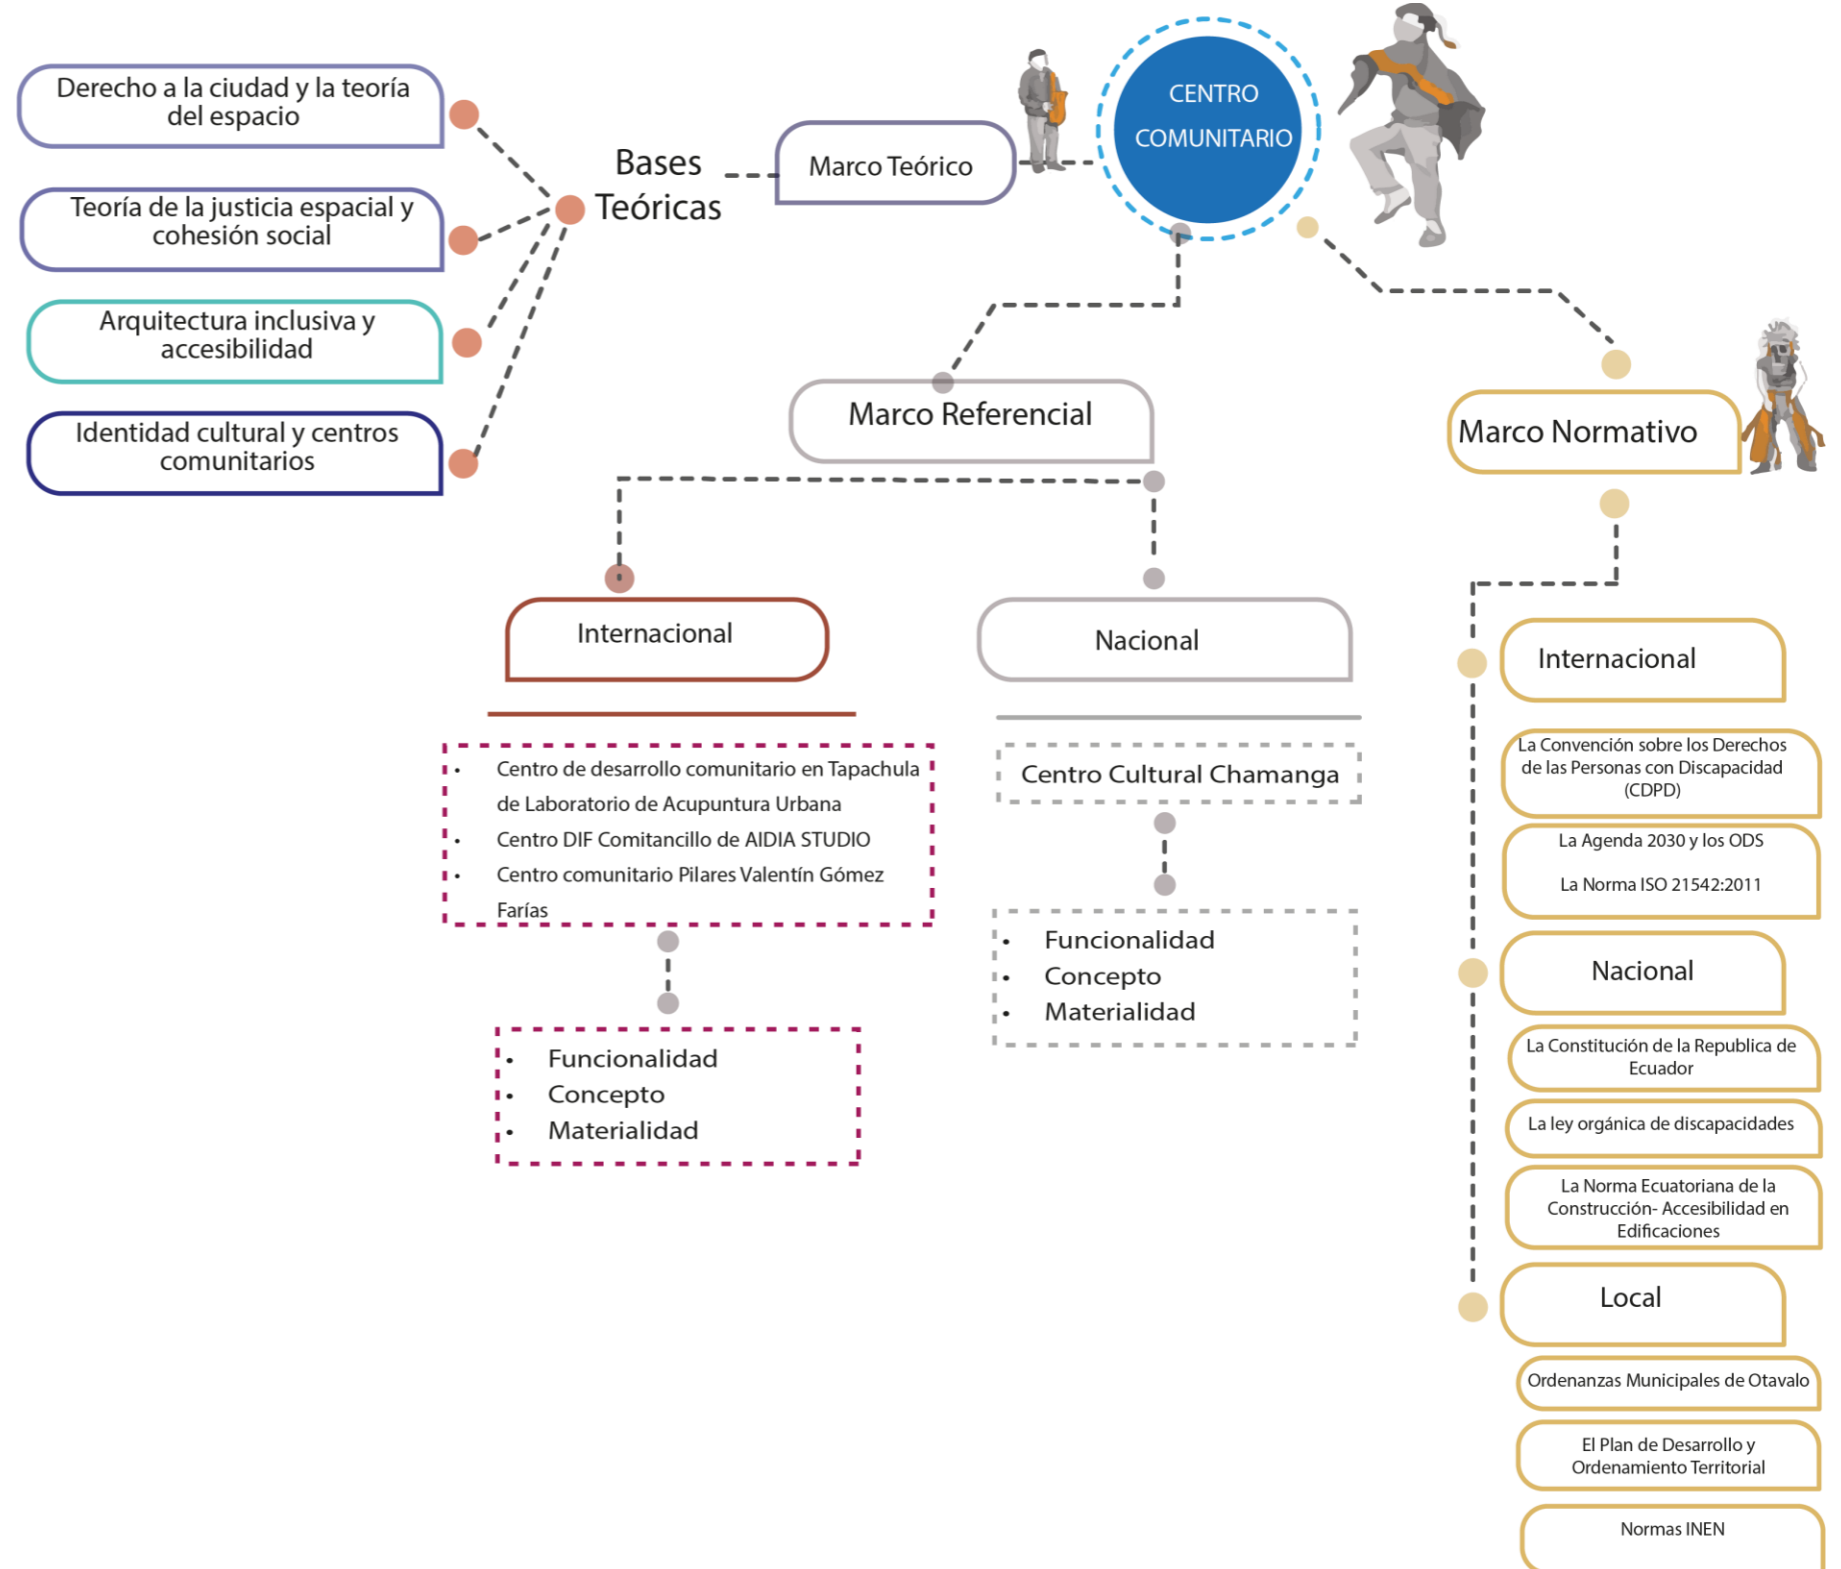 CENTRO
COMUNITARIO
Marco Teórico
Bases
Teóricas
Derecho a la ciudad y la teoría
del espacio
Teoría de la justicia espacial y
cohesión social
Arquitectura inclusiva y
accesibilidad
Identidad cultural y centros
comunitarios
Marco Referencial
Internacional
• Centro de desarrollo comunitario en Tapachula
de Laboratorio de Acupuntura Urbana
• Centro DIF Comitancillo de AIDIA STUDIO
• Centro comunitario Pilares Valentín Gómez
Farías
• Funcionalidad
• Concepto
• Materialidad
Nacional
Centro Cultural Chamanga
• Funcionalidad
• Concepto
• Materialidad
Marco Normativo
Internacional
La Convención sobre los Derechos
de las Personas con Discapacidad
(CDPD)
La Agenda 2030 y los ODS
La Norma ISO 21542:2011
Nacional
La Constitución de la Republica de
Ecuador
La ley orgánica de discapacidades
La Norma Ecuatoriana de la
Construcción- Accesibilidad en
Edificaciones
Local
Ordenanzas Municipales de Otavalo
El Plan de Desarrollo y
Ordenamiento Territorial
Normas INEN